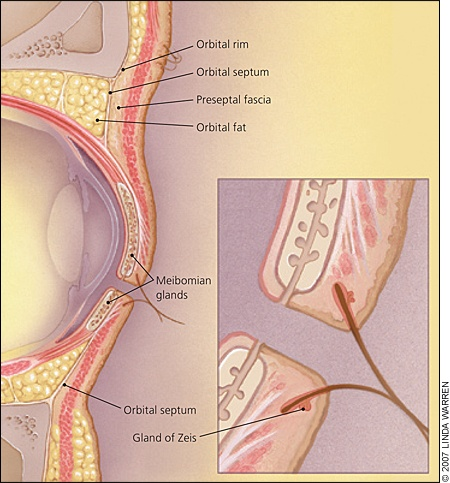 Orbital rim
Orbital septum
Preseptal fascia
Orbital fat
Meibomian
glands
Orbital septum
Gland of Zeis
© 2007 LINDA WARREN